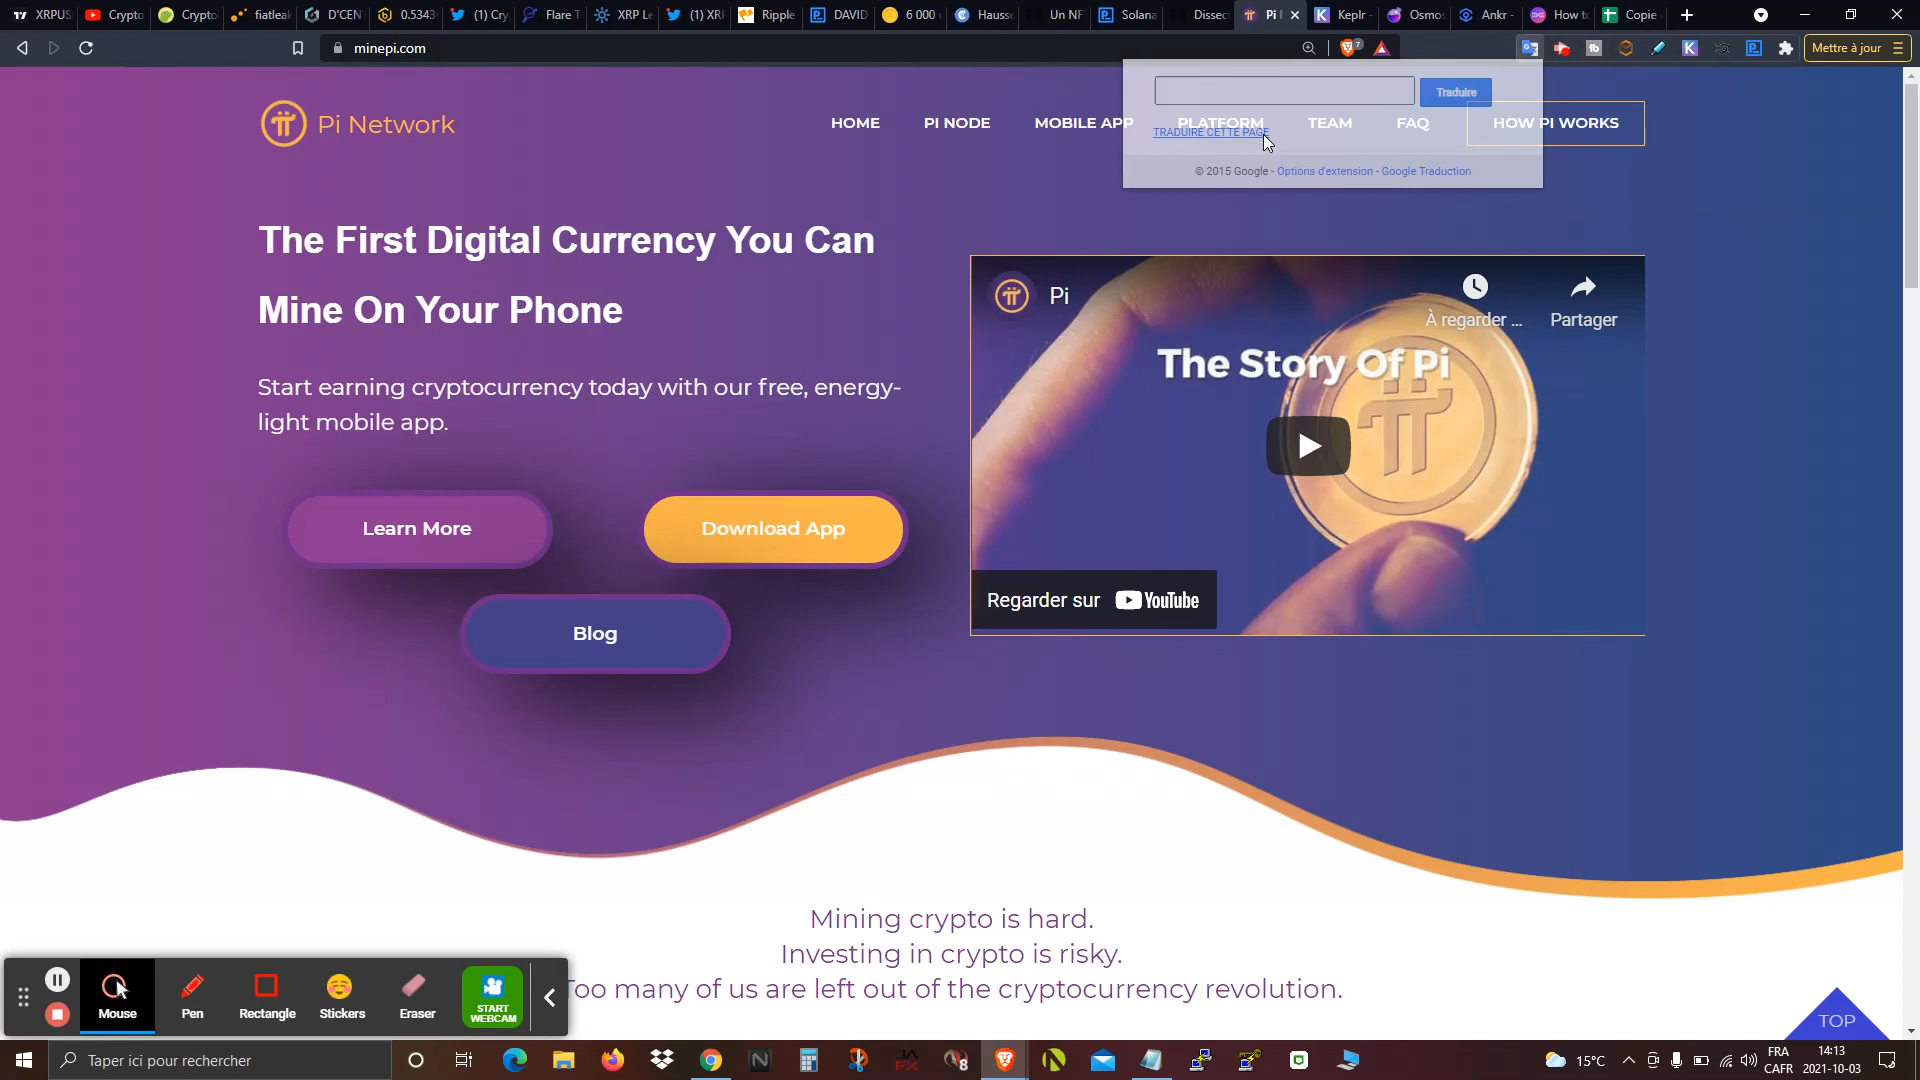 XRPUS
Crypto
Crypto
fiatleak
D'CENT
0.5343
(1) Cry
Flare T
XRP Le
(1) XRP
Ripple
DAVID
6 000
Hausse
Un NF
Solana
Dissec
Pi
Keplr -
Osmos
Ankr -
How to
Copie
minepi.com
7
Mettre à jour
Traduire
TRADUIRE CETTE PAGE
© 2015 Google - Options d'extension - Google Traduction
Pi Network
HOME
PI NODE
MOBILE APP
PLATFORM
TEAM
FAQ
HOW PI WORKS
The First Digital Currency You Can
Mine On Your Phone
Start earning cryptocurrency today with our free, energy-
light mobile app.
Learn More
Download App
Blog
Pi
À regarder ...
Partager
The Story Of Pi
Regarder sur YouTube
Mining crypto is hard.
Investing in crypto is risky.
Too many of us are left out of the cryptocurrency revolution.
TOP
Mouse
Pen
Rectangle
Stickers
Eraser
START
WEBCAM
Taper ici pour rechercher
15°C
FRA
CAFR
14:13
2021-10-03